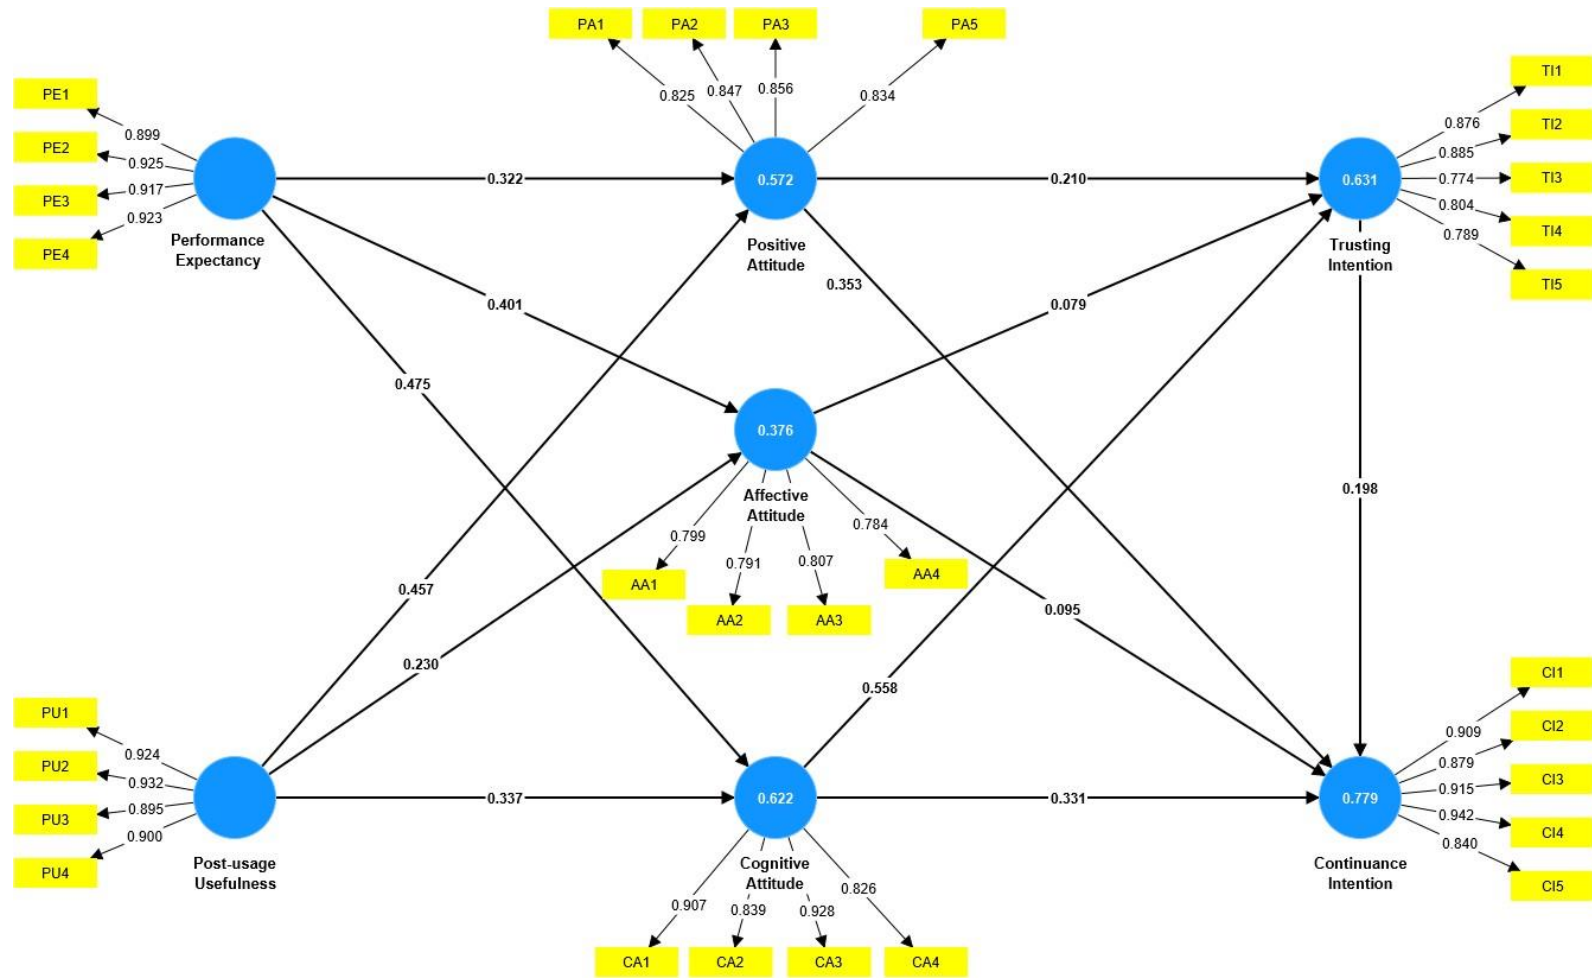 PA1
PA2
PA3
PA5
0.825
0.847
0.856
0.834
PE1
PE2
PE3
PE4
0.899
0.925
0.917
0.923
Performance
Expectancy
0.322
0.401
0.475
0.572
Positive
Attitude
0.210
0.353
0.631
Trusting
Intention
TI1
TI2
TI3
TI4
TI5
0.876
0.885
0.774
0.804
0.789
0.079
0.198
0.376
Affective
Attitude
0.799
0.791
0.807
0.784
AA1
AA2
AA3
AA4
0.457
0.230
0.095
0.558
PU1
PU2
PU3
PU4
0.924
0.932
0.895
0.900
Post-usage
Usefulness
0.337
0.622
Cognitive
Attitude
0.331
0.907
0.839
0.928
0.826
CA1
CA2
CA3
CA4
0.779
Continuance
Intention
0.909
0.879
0.915
0.942
0.840
CI1
CI2
CI3
CI4
CI5